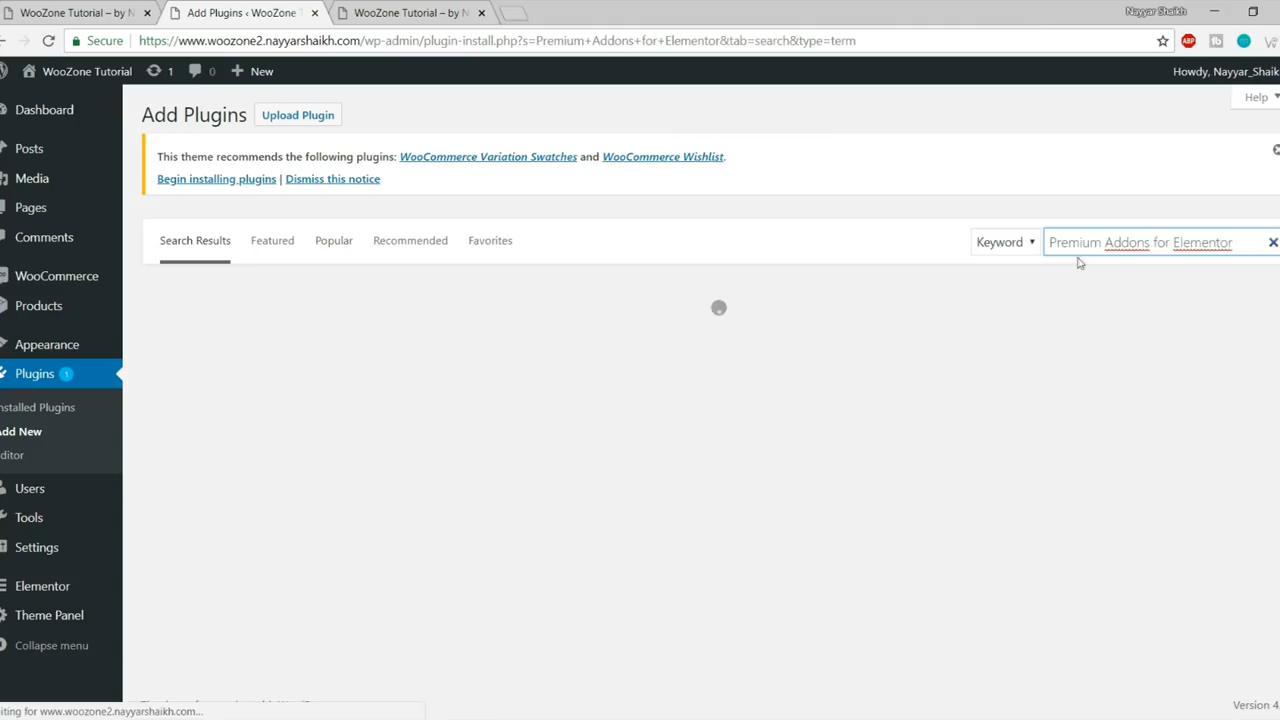 WooZone Tutorial – by N
Add Plugins ‹ WooZone T
WooZone Tutorial – by N
Nayyar Shaikh
Secure
https://www.woozone2.nayyarshaikh.com/wp-admin/plugin-install.php?s=Premium+Addons+for+Elementor&tab=search&type=term
ABP
WooZone Tutorial
1
0
New
Howdy, Nayyar_Shaik
Help
Dashboard
Posts
Media
Pages
Comments
WooCommerce
Products
Appearance
Plugins 1
nstalled Plugins
Add New
ditor
Users
Tools
Settings
Elementor
Theme Panel
Collapse menu
Add Plugins
Upload Plugin
This theme recommends the following plugins: WooCommerce Variation Swatches and WooCommerce Wishlist.
Begin installing plugins | Dismiss this notice
Search Results
Featured
Popular
Recommended
Favorites
Keyword
Premium Addons for Elementor
iting for www.woozone2.nayyarshaikh.com...
Version 4.